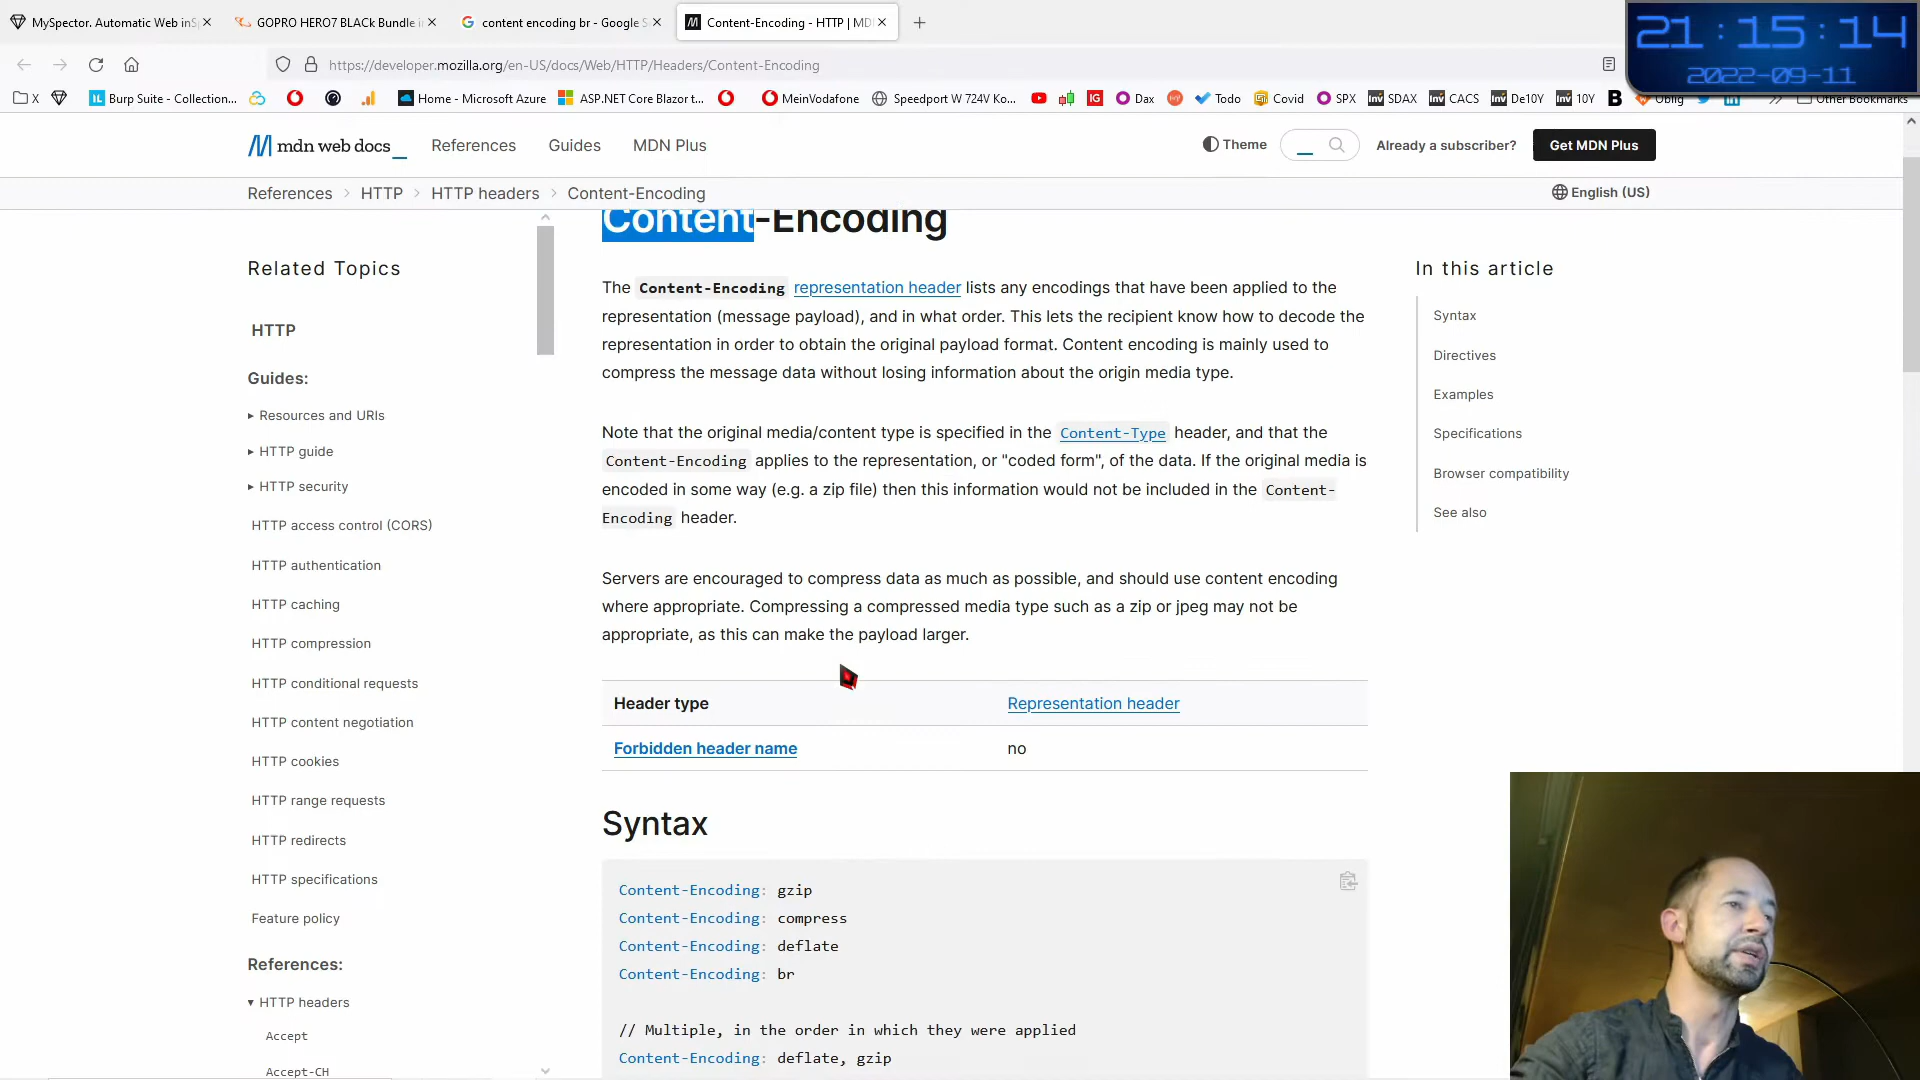 MySpector. Automatic Web inS
GOPRO HERO7 BLACk Bundle i
content encoding br - Google S
Content-Encoding - HTTP | MD
21:15:14
2022-09-11
https://developer.mozilla.org/en-US/docs/Web/HTTP/Headers/Content-Encoding
X
Burp Suite - Collection...
Home - Microsoft Azure
ASP.NET Core Blazor t...
MeinVodafone
Speedport W 724V Ko...
IG
Dax
Todo
Covid
SPX
SDAX
CACS
De10Y
10Y
B
Oblig
Other Bookmarks
mdn web docs
References
Guides
MDN Plus
Theme
Already a subscriber?
Get MDN Plus
References > HTTP > HTTP headers > Content-Encoding
English (US)
Related Topics
HTTP
Guides:
Resources and URIs
HTTP guide
HTTP security
HTTP access control (CORS)
HTTP authentication
HTTP caching
HTTP compression
HTTP conditional requests
HTTP content negotiation
HTTP cookies
HTTP range requests
HTTP redirects
HTTP specifications
Feature policy
References:
HTTP headers
Accept
Accept-CH
Content-Encoding
The Content-Encoding representation header lists any encodings that have been applied to the
representation (message payload), and in what order. This lets the recipient know how to decode the
representation in order to obtain the original payload format. Content encoding is mainly used to
compress the message data without losing information about the origin media type.
Note that the original media/content type is specified in the Content-Type header, and that the
Content-Encoding applies to the representation, or "coded form", of the data. If the original media is
encoded in some way (e.g. a zip file) then this information would not be included in the Content-
Encoding header.
Servers are encouraged to compress data as much as possible, and should use content encoding
where appropriate. Compressing a compressed media type such as a zip or jpeg may not be
appropriate, as this can make the payload larger.
Header type Representation header
Forbidden header name no
Syntax
Content-Encoding: gzip
Content-Encoding: compress
Content-Encoding: deflate
Content-Encoding: br
// Multiple, in the order in which they were applied
Content-Encoding: deflate, gzip
In this article
Syntax
Directives
Examples
Specifications
Browser compatibility
See also